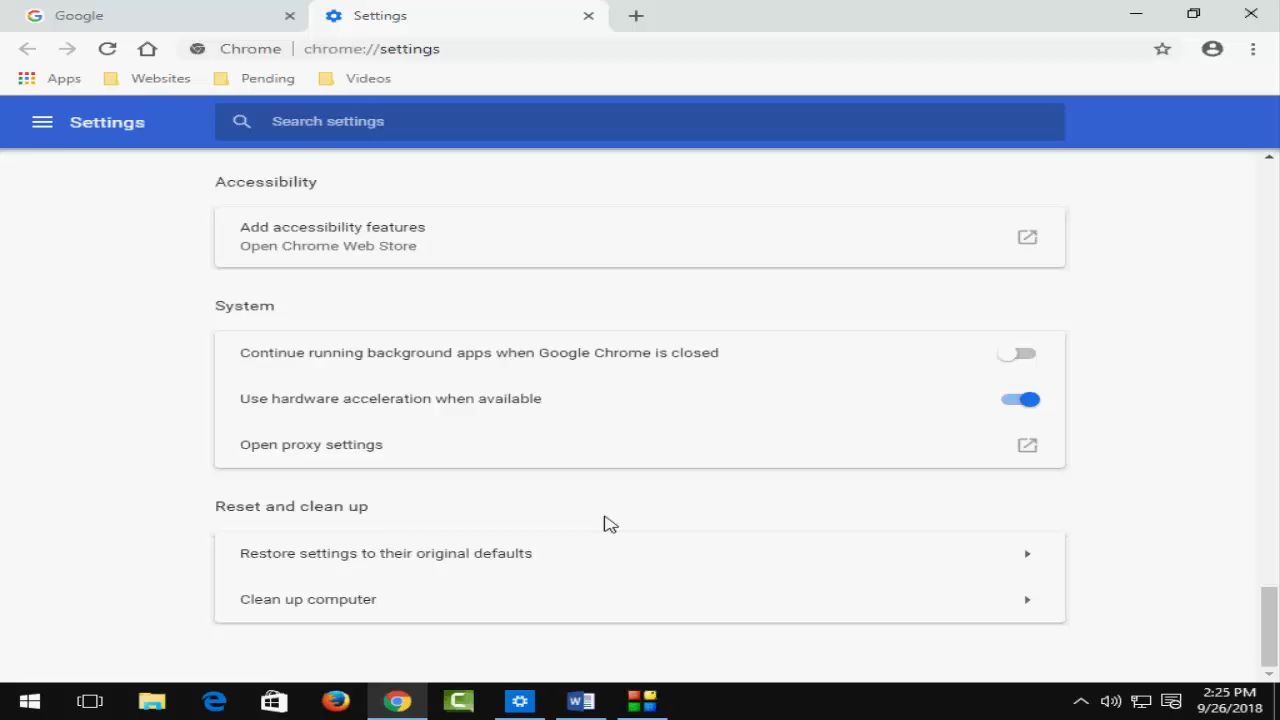 Google
Settings
Chrome | chrome://settings
Apps
Websites
Pending
Videos
Settings
Search settings
Accessibility
Add accessibility features
Open Chrome Web Store
System
Continue running background apps when Google Chrome is closed
Use hardware acceleration when available
Open proxy settings
Reset and clean up
Restore settings to their original defaults
Clean up computer
2:25 PM
9/26/2018